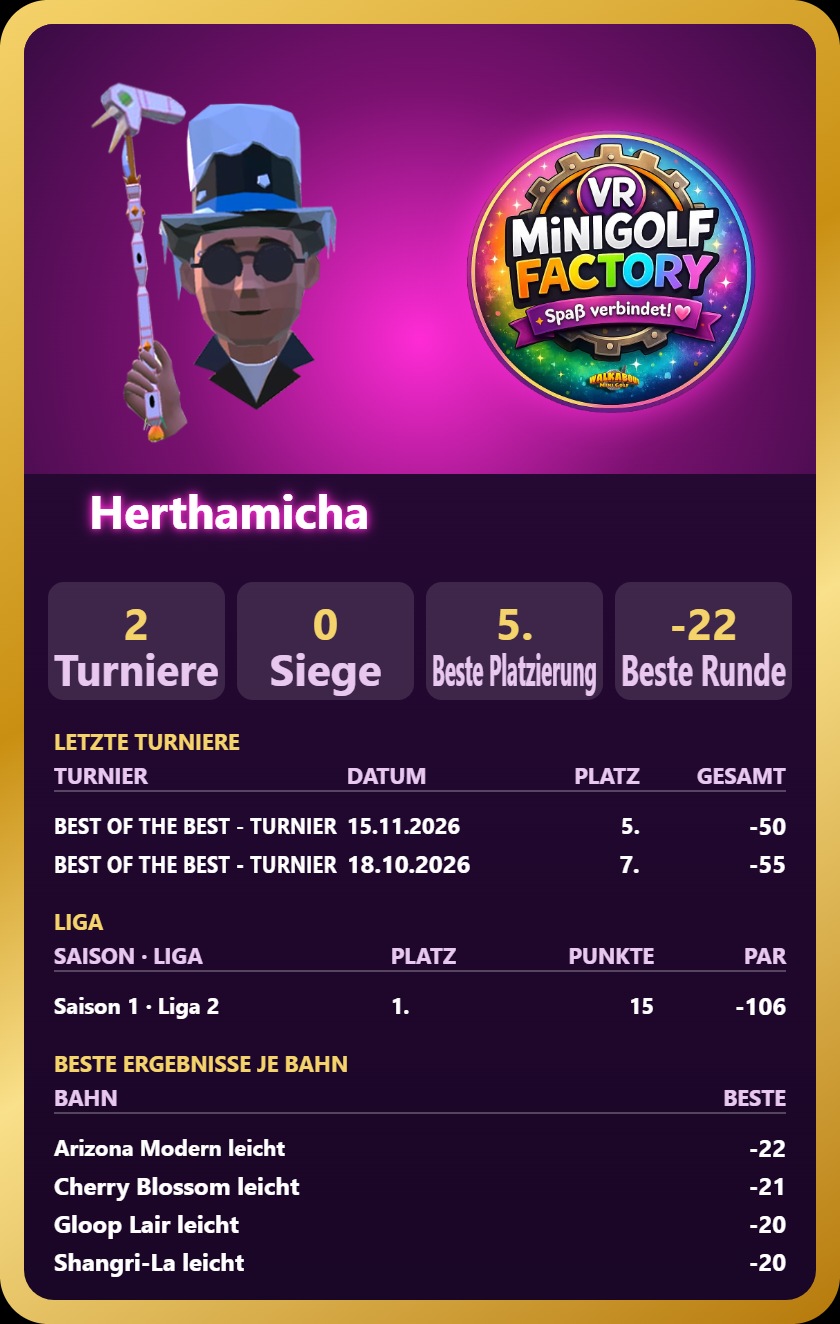 VR
MiNIGOLF
FACTORY
Spaß verbindet!
WALKABOUT
MINI GOLF
Herthamicha
2
Turniere
0
Siege
5.
Beste Platzierung
-22
Beste Runde
LETZTE TURNIERE
TURNIER DATUM PLATZ GESAMT
BEST OF THE BEST - TURNIER 15.11.2026 5. -50
BEST OF THE BEST - TURNIER 18.10.2026 7. -55
LIGA
SAISON · LIGA PLATZ PUNKTE PAR
Saison 1 · Liga 2 1. 15 -106
BESTE ERGEBNISSE JE BAHN
BAHN BESTE
Arizona Modern leicht -22
Cherry Blossom leicht -21
Gloop Lair leicht -20
Shangri-La leicht -20